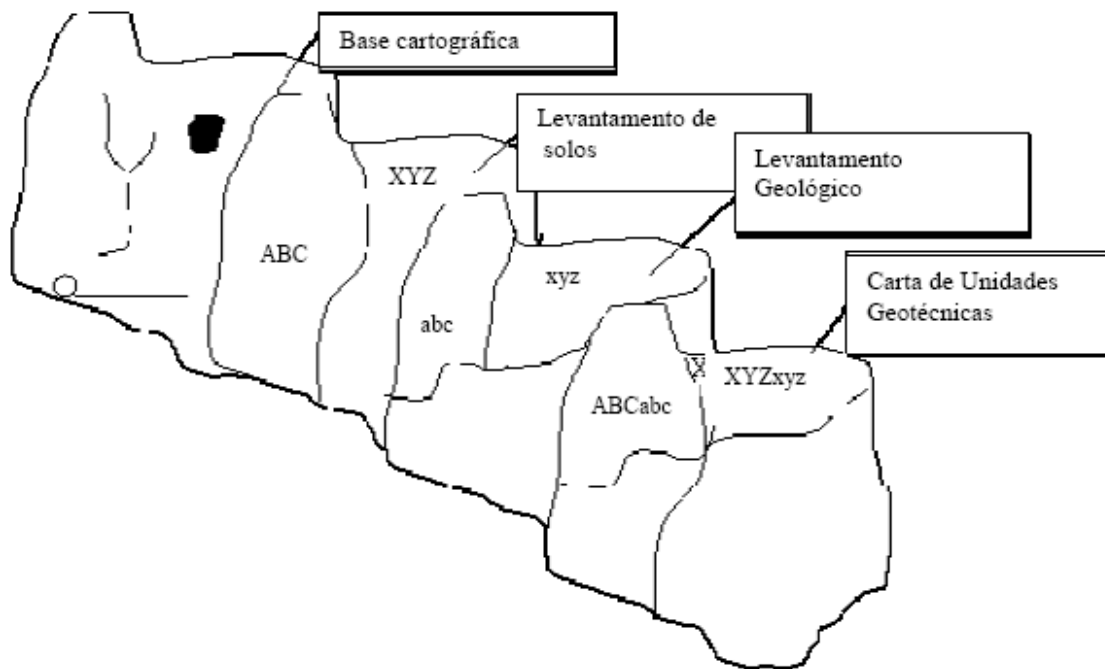 Base cartográfica
Levantamento de
solos
Levantamento
Geológico
XYZ
ABC
xyz
Carta de Unidades
Geotécnicas
abc
X
XYZxyz
ABCabc